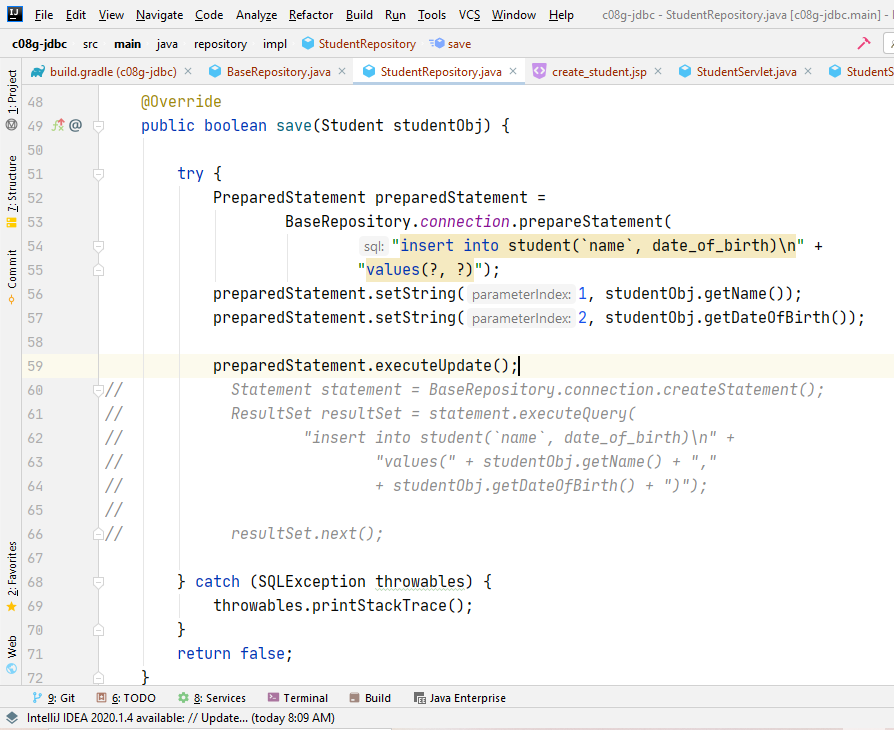 File Edit View Navigate Code Analyze Refactor Build Run Tools VCS Window Help c08g-jdbc - StudentRepository.java [c08g-jdbc.main] -
c08g-jdbc src main java repository impl StudentRepository save
build.gradle (c08g-jdbc) BaseRepository.java StudentRepository.java create_student.jsp StudentServlet.java StudentS
1: Project
7: Structure
Commit
2: Favorites
Web
48 @Override
49 public boolean save(Student studentObj) {
50
51 try {
52 PreparedStatement preparedStatement =
53 BaseRepository.connection.prepareStatement(
54 sql: "insert into student(`name`, date_of_birth)\n" +
55 "values(?, ?)");
56 preparedStatement.setString( parameterIndex: 1, studentObj.getName());
57 preparedStatement.setString( parameterIndex: 2, studentObj.getDateOfBirth());
58
59 preparedStatement.executeUpdate();
60 // Statement statement = BaseRepository.connection.createStatement();
61 // ResultSet resultSet = statement.executeQuery(
62 // "insert into student(`name`, date_of_birth)\n" +
63 // "values(" + studentObj.getName() + ","
64 // + studentObj.getDateOfBirth() + ")");
65 //
66 // resultSet.next();
67
68 } catch (SQLException throwables) {
69 throwables.printStackTrace();
70 }
71 return false;
72 }
9: Git 6: TODO 8: Services Terminal Build Java Enterprise
IntelliJ IDEA 2020.1.4 available: // Update... (today 8:09 AM)